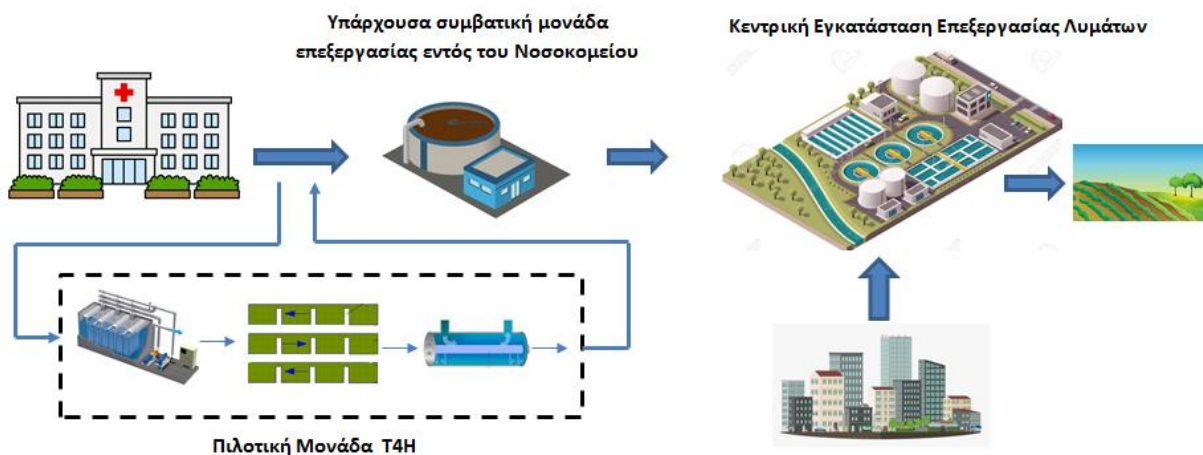 Υπάρχουσα συμβατική μονάδα
επεξεργασίας εντός του Νοσοκομείου
Κεντρική Εγκατάσταση Επεξεργασίας Λυμάτων
Πιλοτική Μονάδα T4H